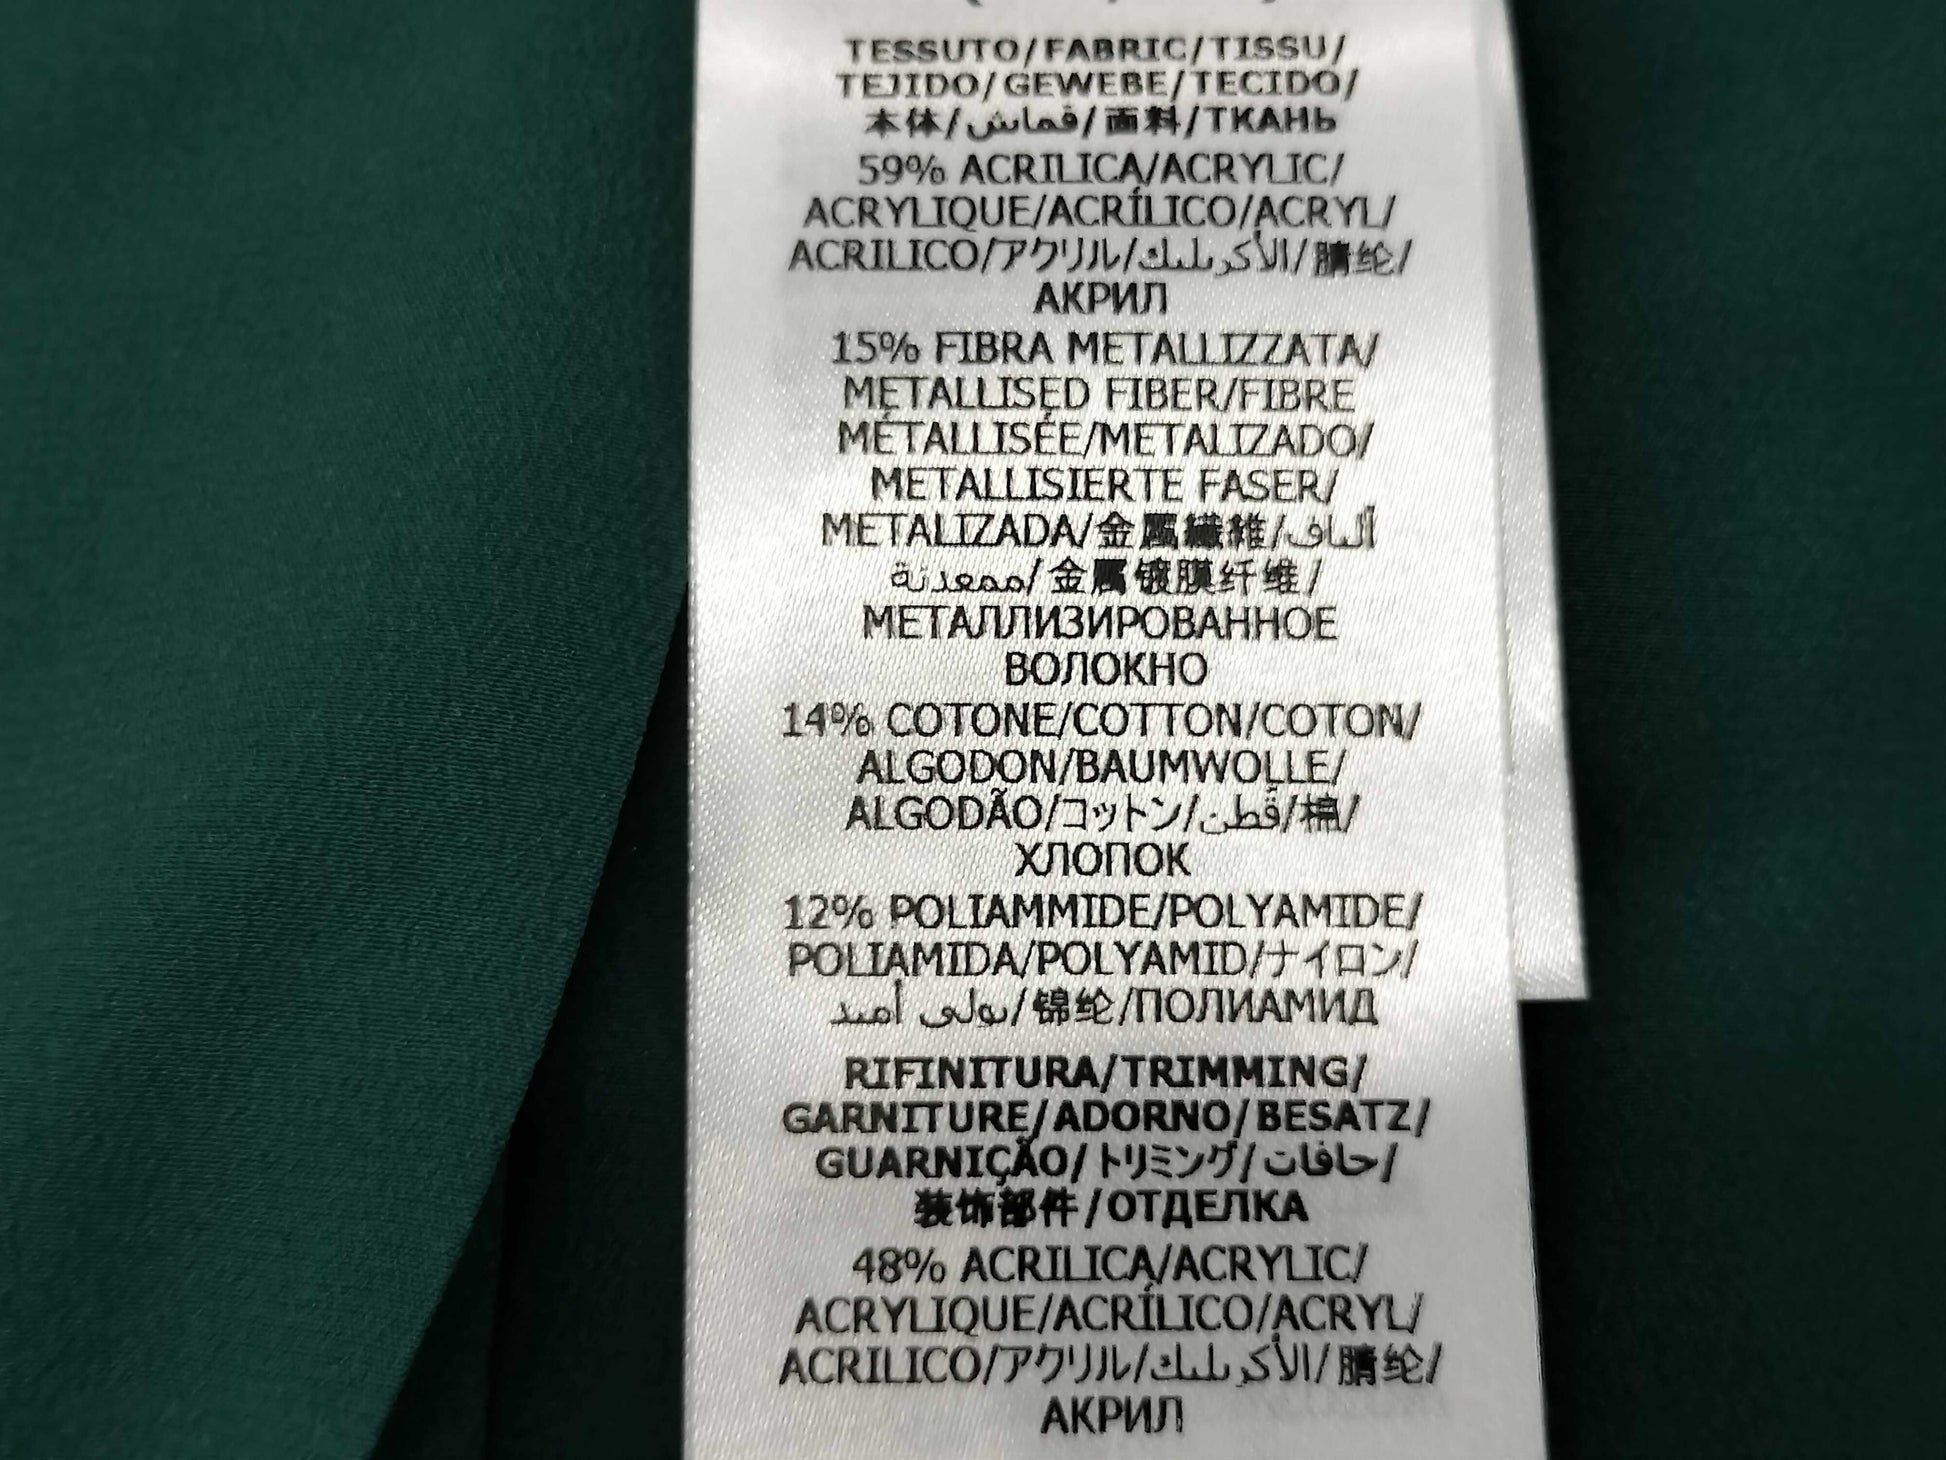 TESSUTO/FABRIC/TISSU/
TEJIDO/GEWEBE/TECIDO/
本体/قماش/面料/ТКАНЬ
59% ACRILICA/ACRYLIC/
ACRYLIQUE/ACRÍLICO/ACRYL/
ACRILICO/アクリル/الأكريليك/腈纶/
АКРИЛ
15% FIBRA METALLIZZATA/
METALLISED FIBER/FIBRE
MÉTALLISÉE/METALIZADO/
METALLISIERTE FASER/
METALIZADA/金属繊維/ألياف
ممعدنة/金属镀膜纤维/
МЕТАЛЛИЗИРОВАННОЕ
ВОЛОКНО
14% COTONE/COTTON/COTON/
ALGODON/BAUMWOLLE/
ALGODÃO/コットン/قطن/棉/
ХЛОПОК
12% POLIAMMIDE/POLYAMIDE/
POLIAMIDA/POLYAMID/ナイロン/
بولي أميد/锦纶/ПОЛИАМИД
RIFINITURA/TRIMMING/
GARNITURE/ADORNO/BESATZ/
GUARNIÇÃO/トリミング/حافات/
装饰部件/ОТДЕЛКА
48% ACRILICA/ACRYLIC/
ACRYLIQUE/ACRÍLICO/ACRYL/
ACRILICO/アクリル/الأكريليك/腈纶/
АКРИЛ